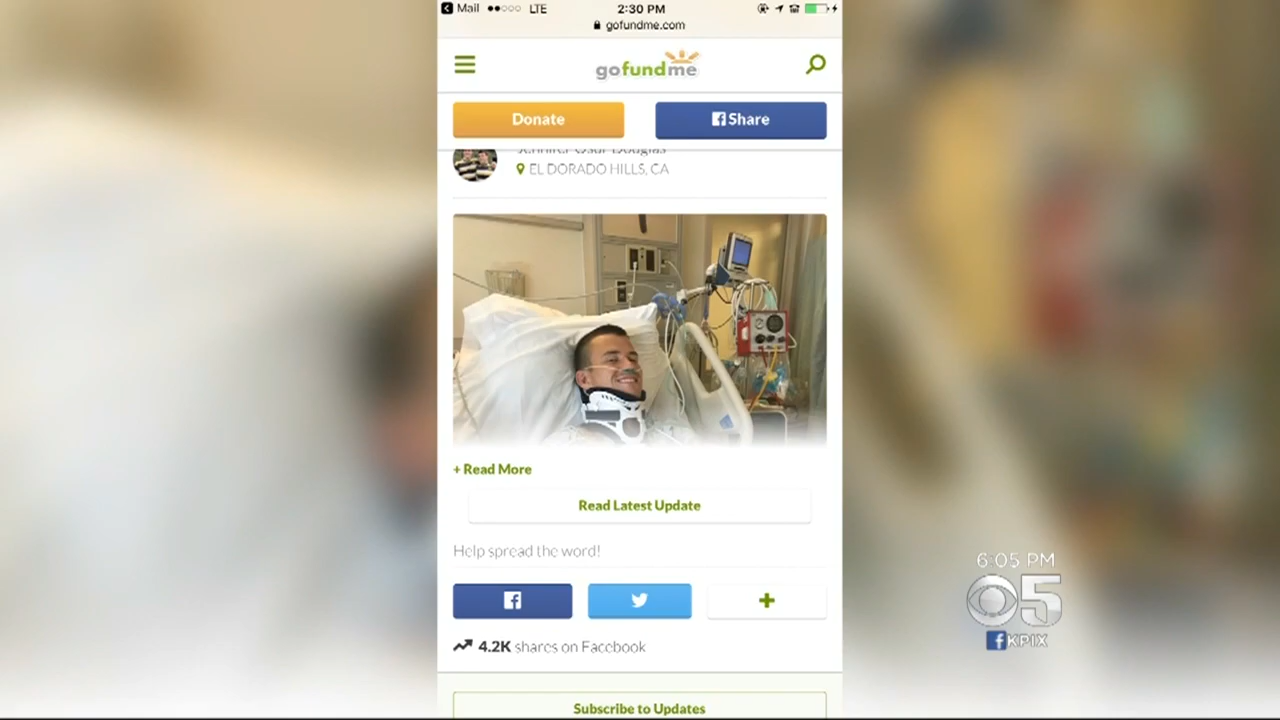 Mail LTE 2:30 PM
gofundme.com
gofundme
Donate
Share
EL DORADO HILLS, CA
+ Read More
Read Latest Update
Help spread the word!
4.2K shares on Facebook
Subscribe to Updates
6:05 PM
5
KPIX